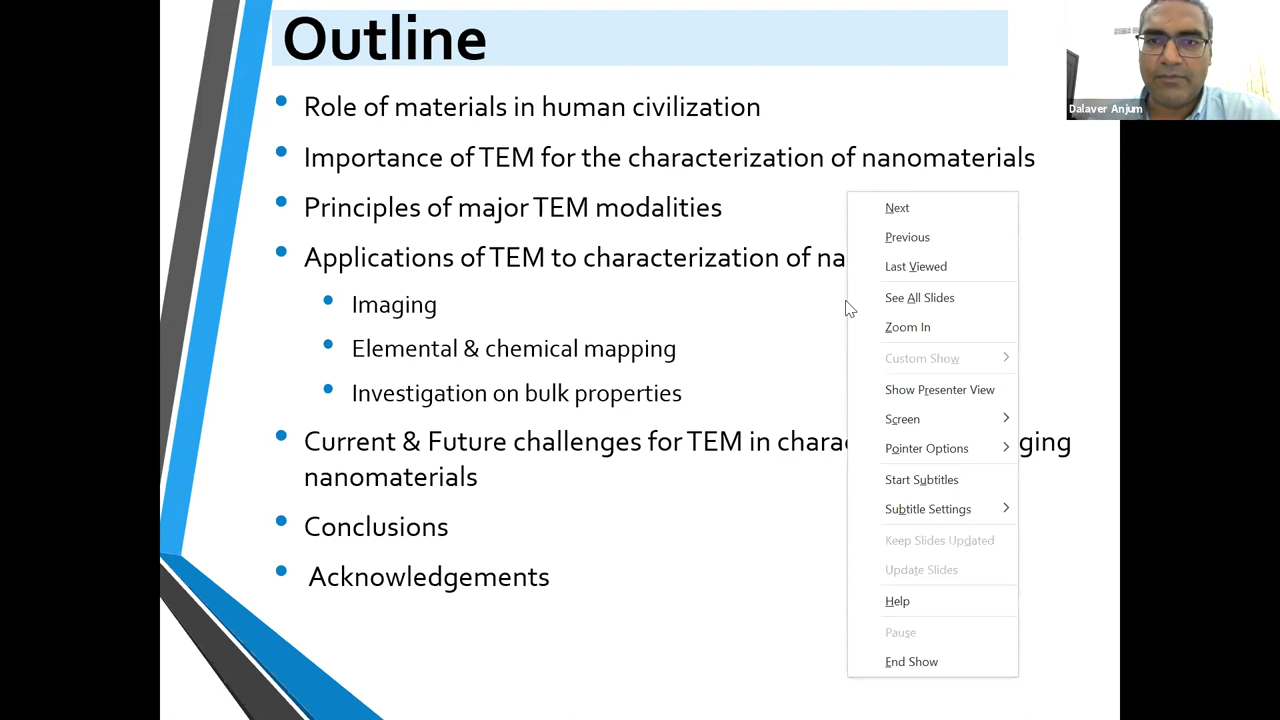 Outline
Dalaver Anjum
Role of materials in human civilization
Importance of TEM for the characterization of nanomaterials
Principles of major TEM modalities
Applications of TEM to characterization of na
Imaging
Elemental & chemical mapping
Investigation on bulk properties
Current & Future challenges for TEM in charac ging
nanomaterials
Conclusions
Acknowledgements
Next
Previous
Last Viewed
See All Slides
Zoom In
Custom Show
Show Presenter View
Screen
Pointer Options
Start Subtitles
Subtitle Settings
Keep Slides Updated
Update Slides
Help
Pause
End Show